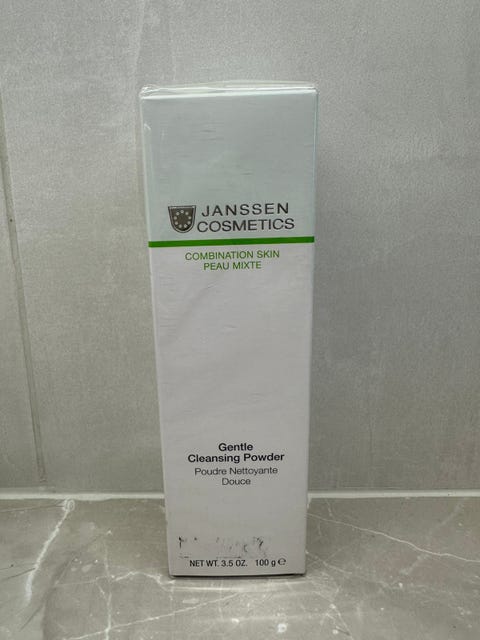 JANSSEN
COSMETICS
COMBINATION SKIN
PEAU MIXTE
Gentle
Cleansing Powder
Poudre Nettoyante
Douce
NET WT. 3.5 OZ. 100 g ℮